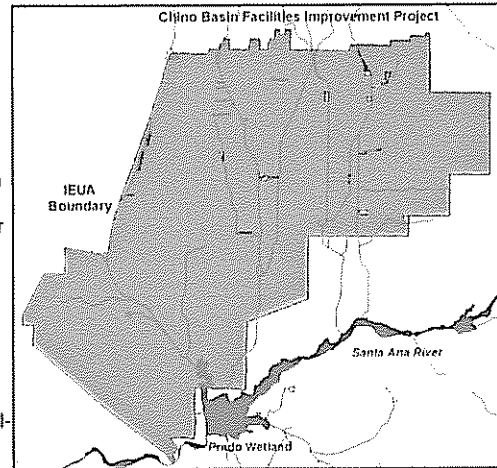 Chino Basin Facilities Improvement Project
IEUA
Boundary
Santa Ana River
Prado Wetland